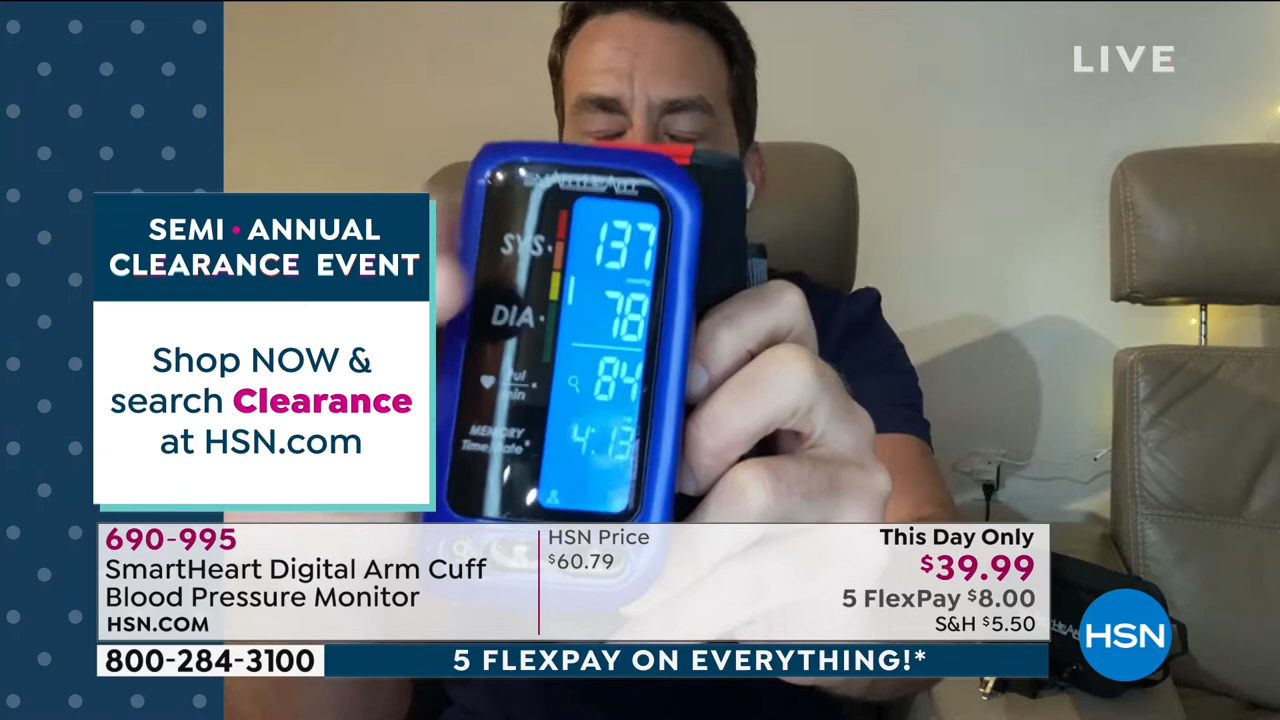 LIVE
SEMI • ANNUAL
CLEARANCE EVENT
Shop NOW &
search Clearance
at HSN.com
SMARTHEART
SYS
137
mmHg
DIA
78
84
MEMORY
Time/Date
4:13
690-995
SmartHeart Digital Arm Cuff
Blood Pressure Monitor
HSN.COM
HSN Price
$60.79
This Day Only
$39.99
5 FlexPay $8.00
S&H $5.50
HSN
800-284-3100
5 FLEXPAY ON EVERYTHING!*